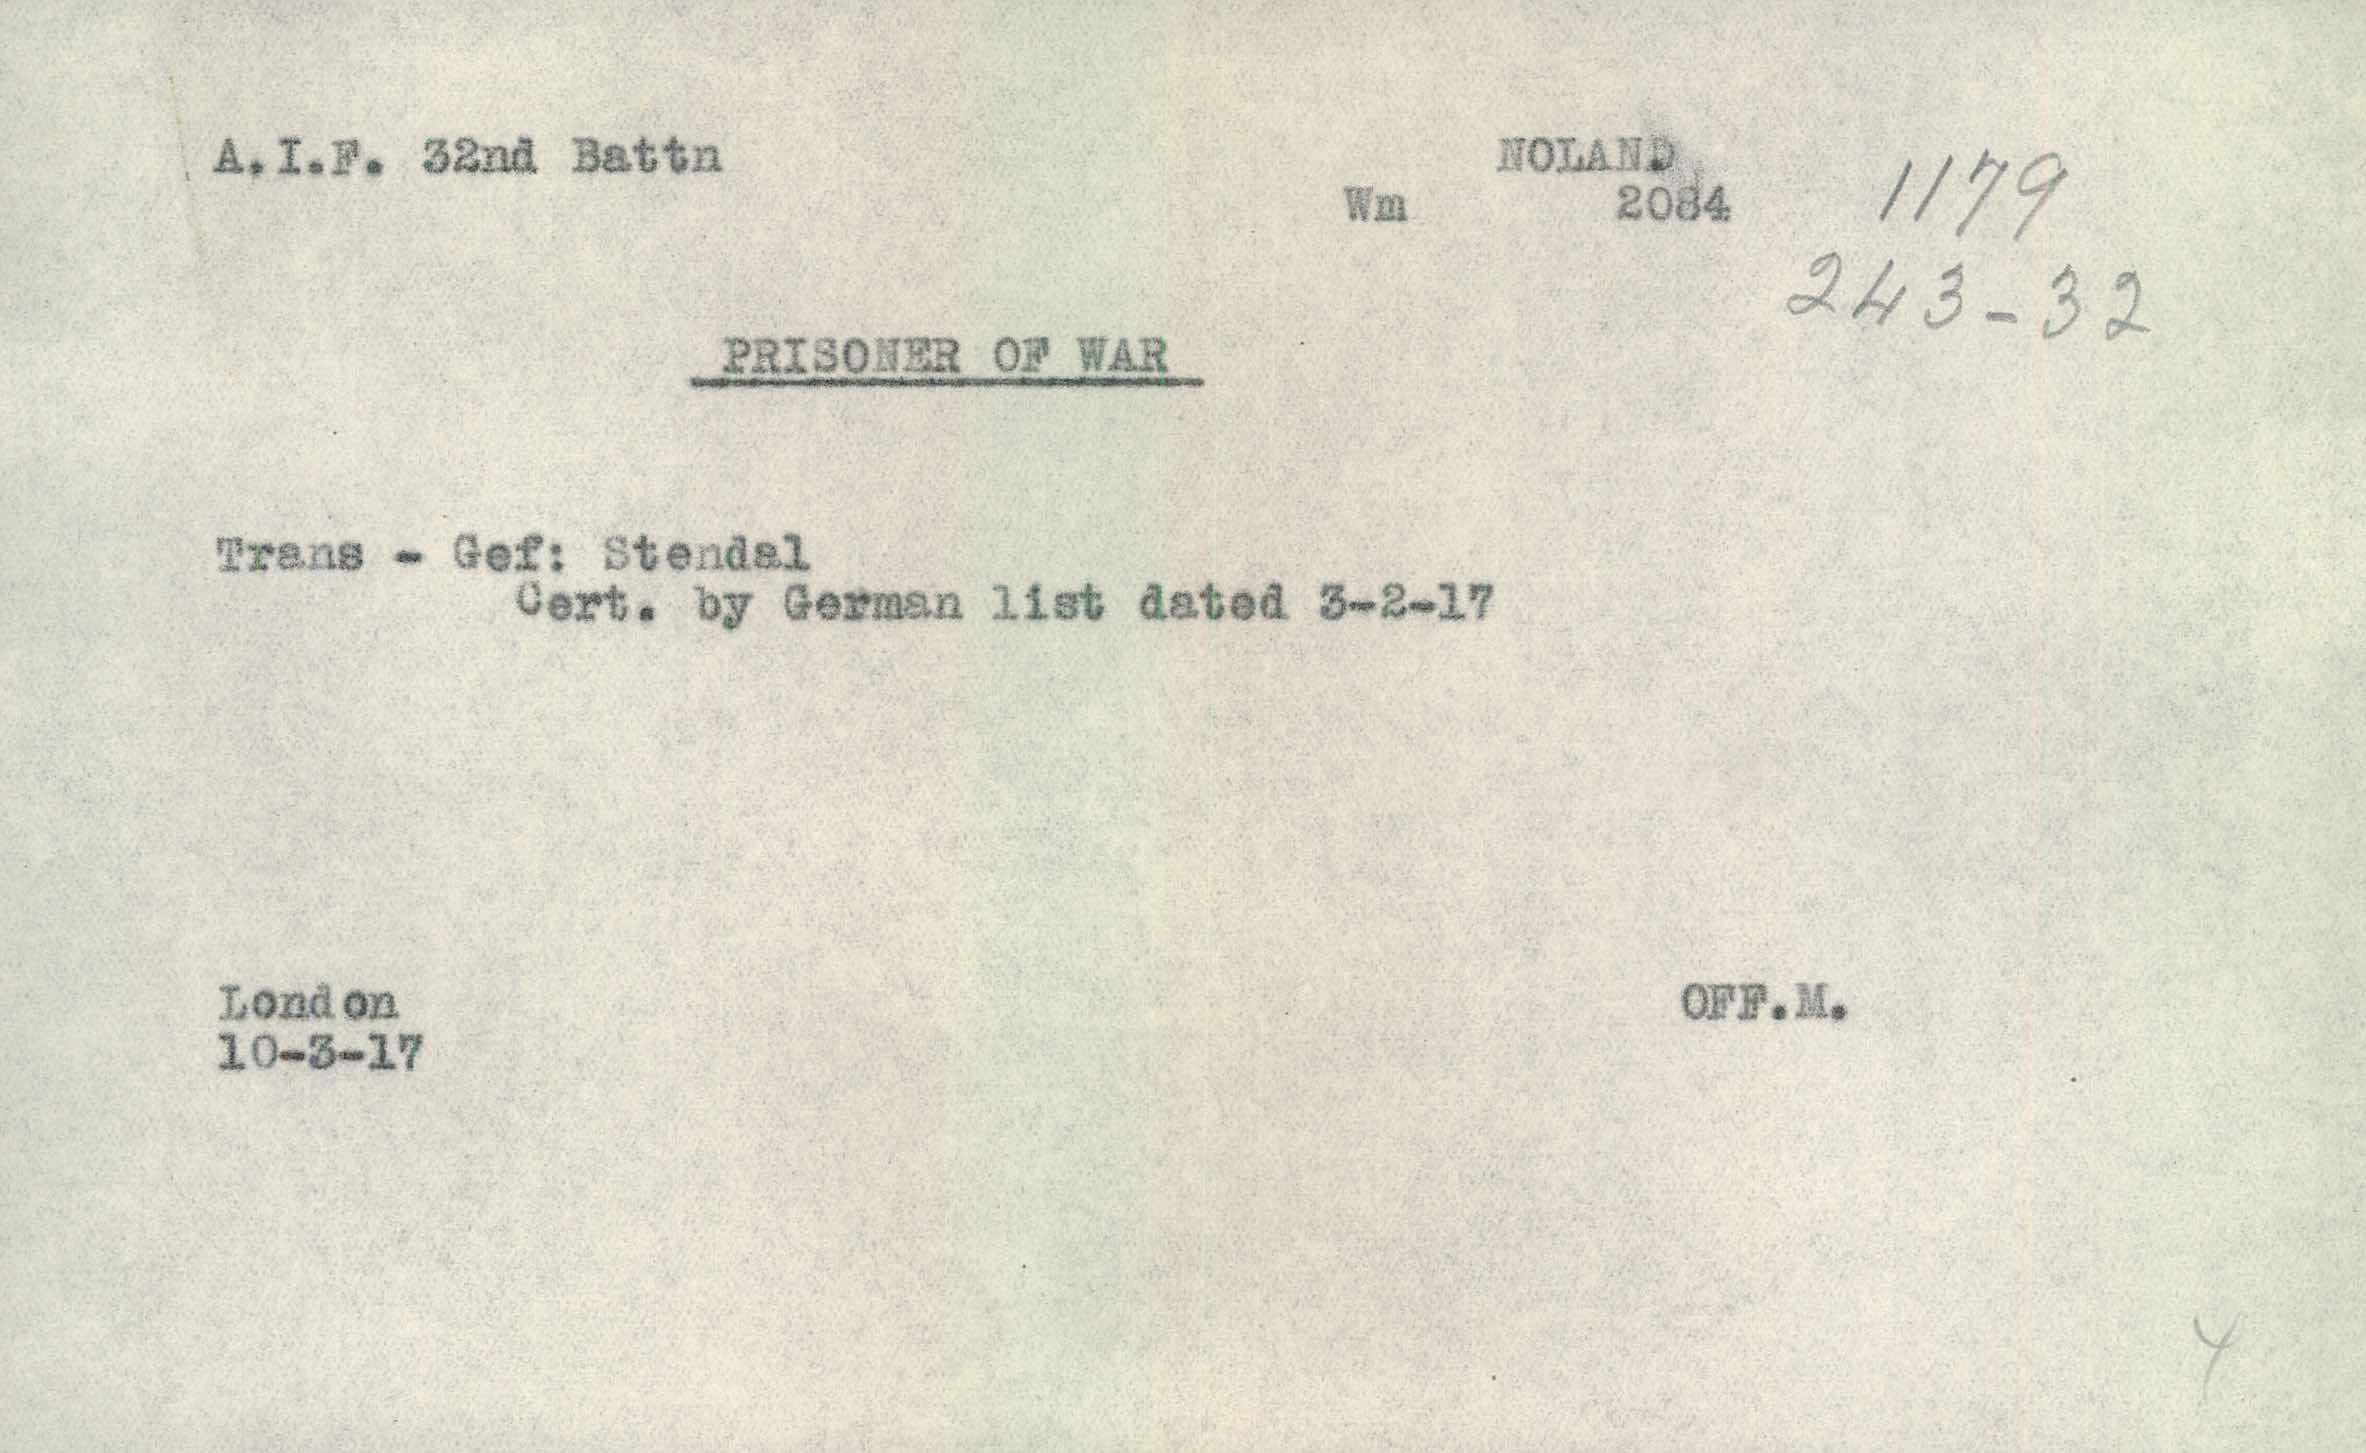 A.I.F. 32nd Battn NOLAND
Wm 2084 1179
243-32
PRISONER OF WAR
Trans - Gef: Stendal
Cert. by German list dated 3-2-17
London OFF.M.
10-3-17
4